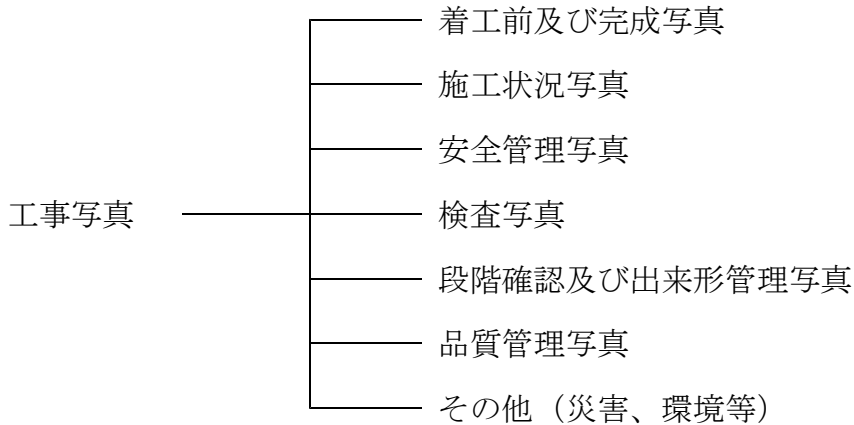 着工前及び完成写真
施工状況写真
安全管理写真
工事写真
検査写真
段階確認及び出来形管理写真
品質管理写真
その他（災害、環境等）